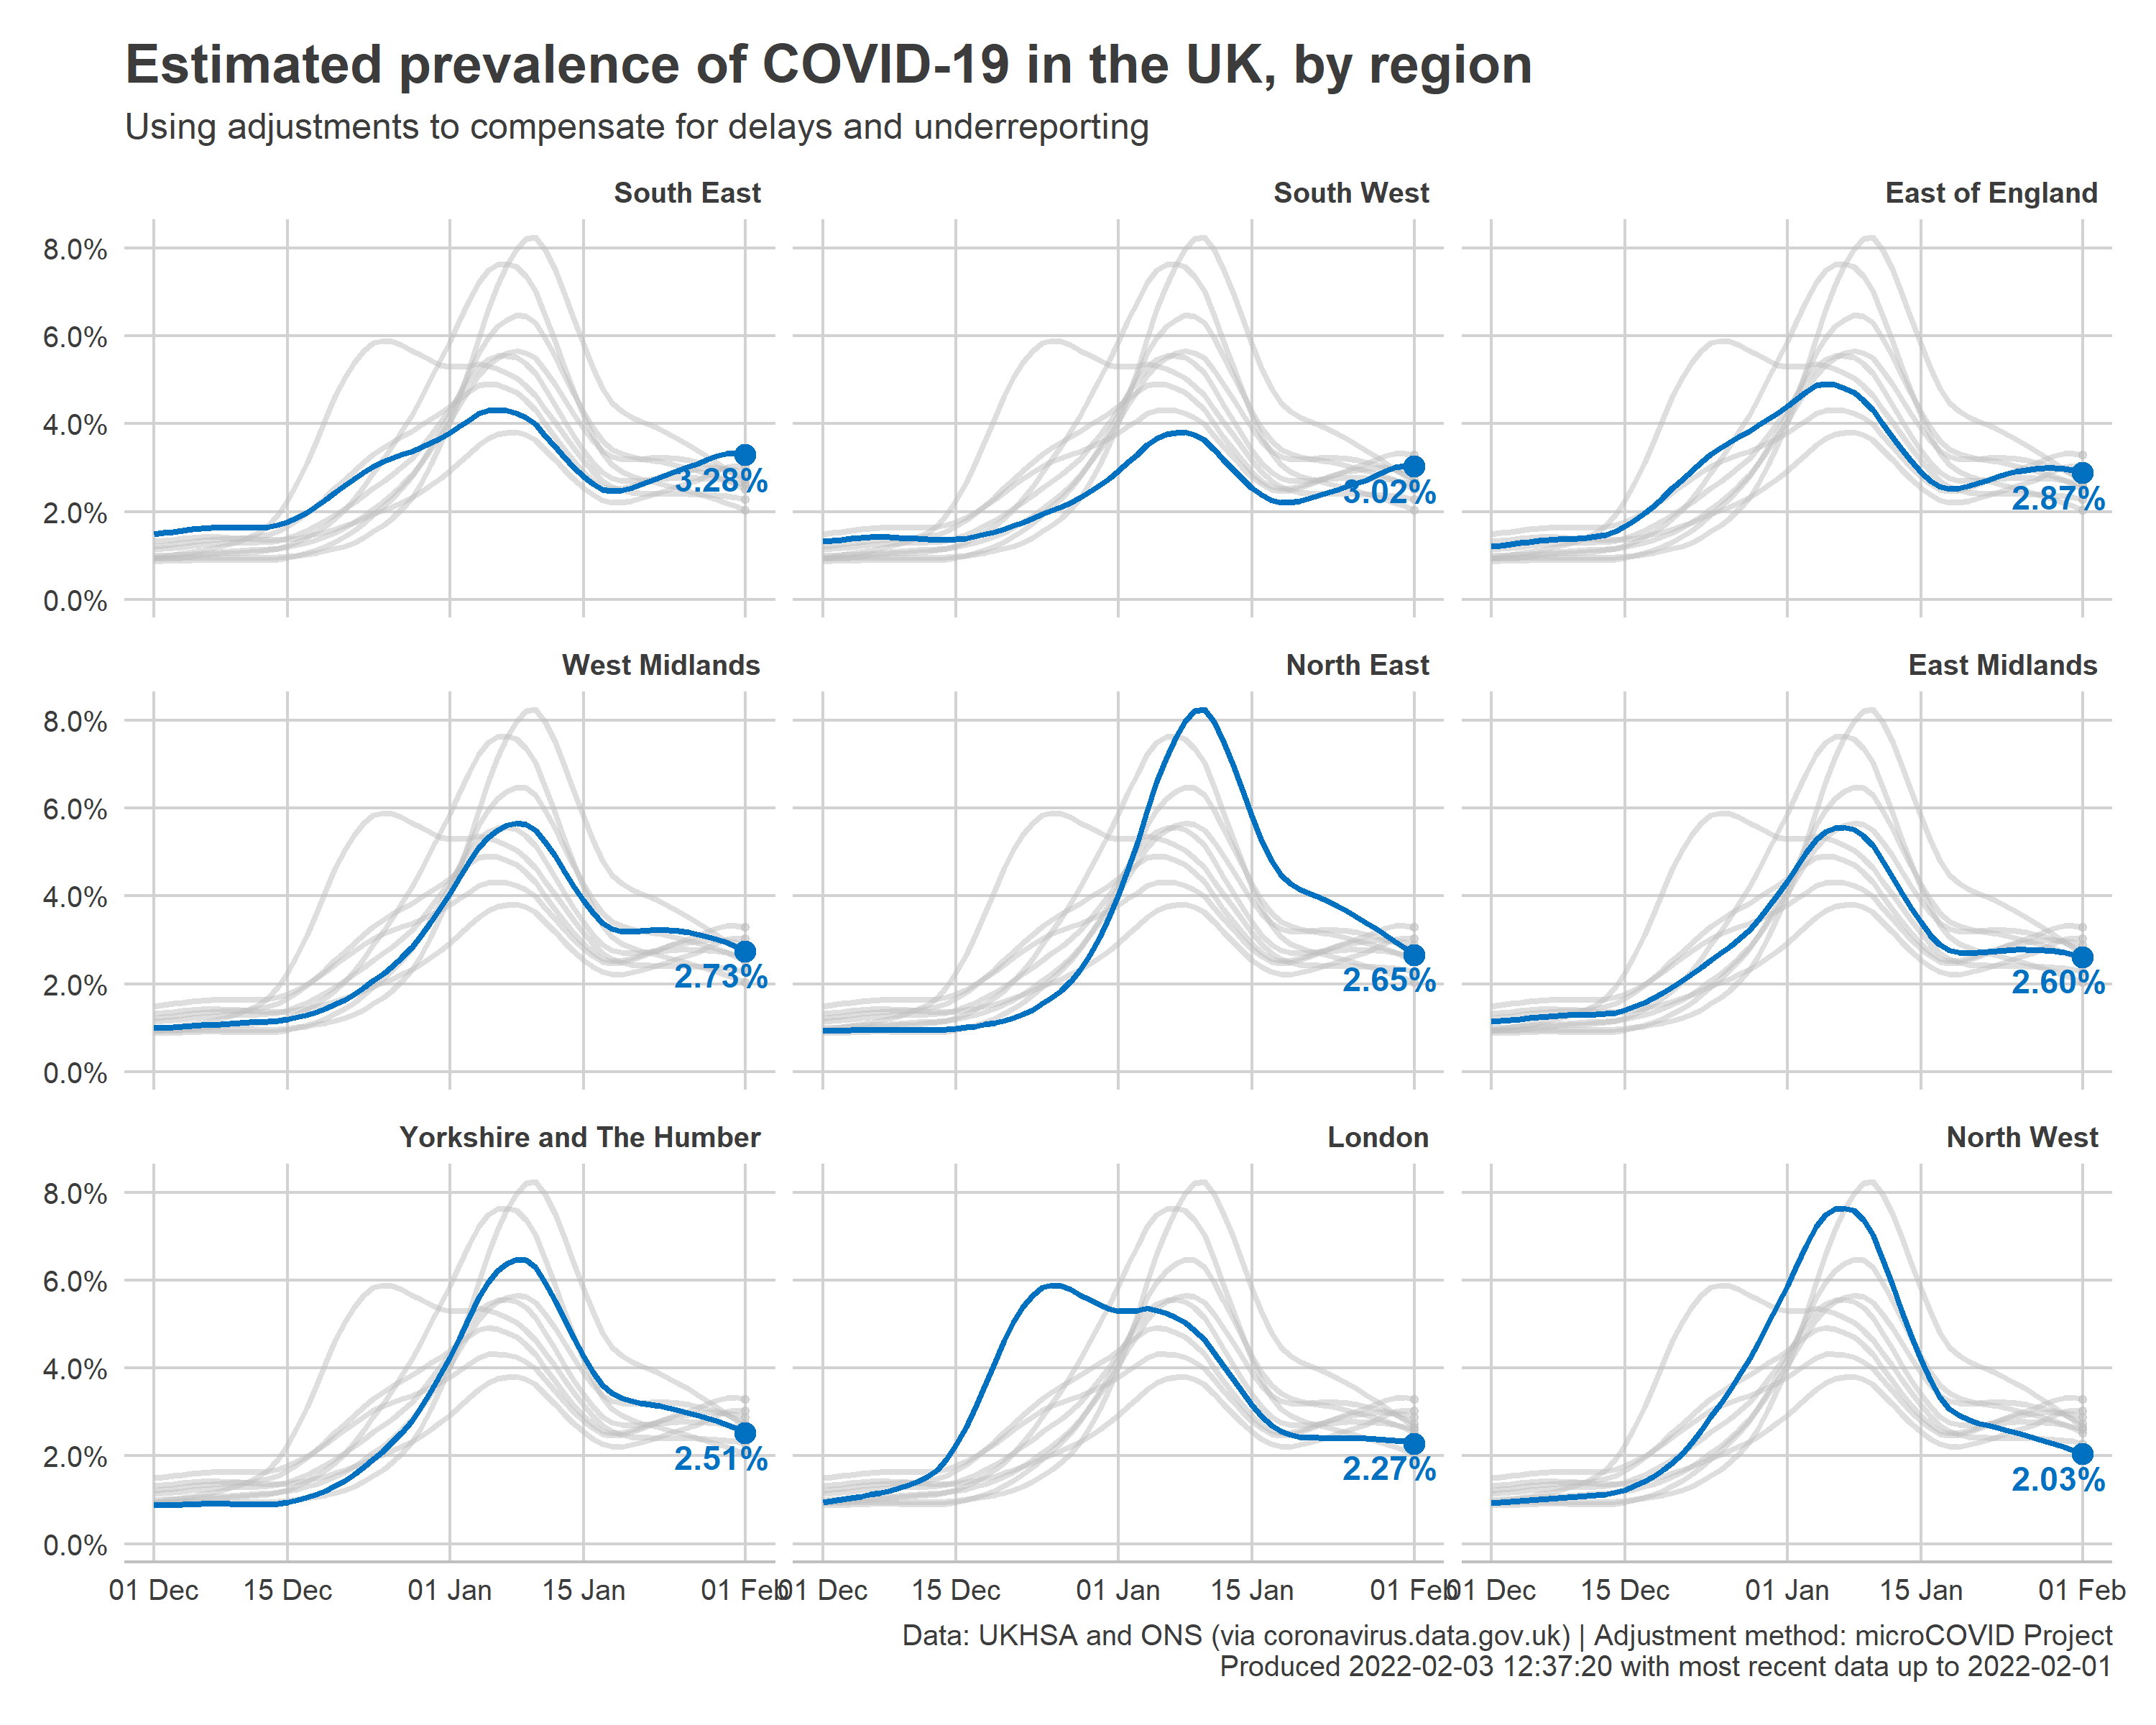 Estimated prevalence of COVID-19 in the UK, by region
Using adjustments to compensate for delays and underreporting
South East
South West
East of England
8.0%
6.0%
4.0%
2.0%
0.0%
3.28%
3.02%
2.87%
West Midlands
North East
East Midlands
8.0%
6.0%
4.0%
2.0%
0.0%
2.73%
2.65%
2.60%
Yorkshire and The Humber
London
North West
8.0%
6.0%
4.0%
2.0%
0.0%
2.51%
2.27%
2.03%
01 Dec 15 Dec 01 Jan 15 Jan 01 Feb 01 Dec 15 Dec 01 Jan 15 Jan 01 Feb 01 Dec 15 Dec 01 Jan 15 Jan 01 Feb
Data: UKHSA and ONS (via coronavirus.data.gov.uk) | Adjustment method: microCOVID Project
Produced 2022-02-03 12:37:20 with most recent data up to 2022-02-01